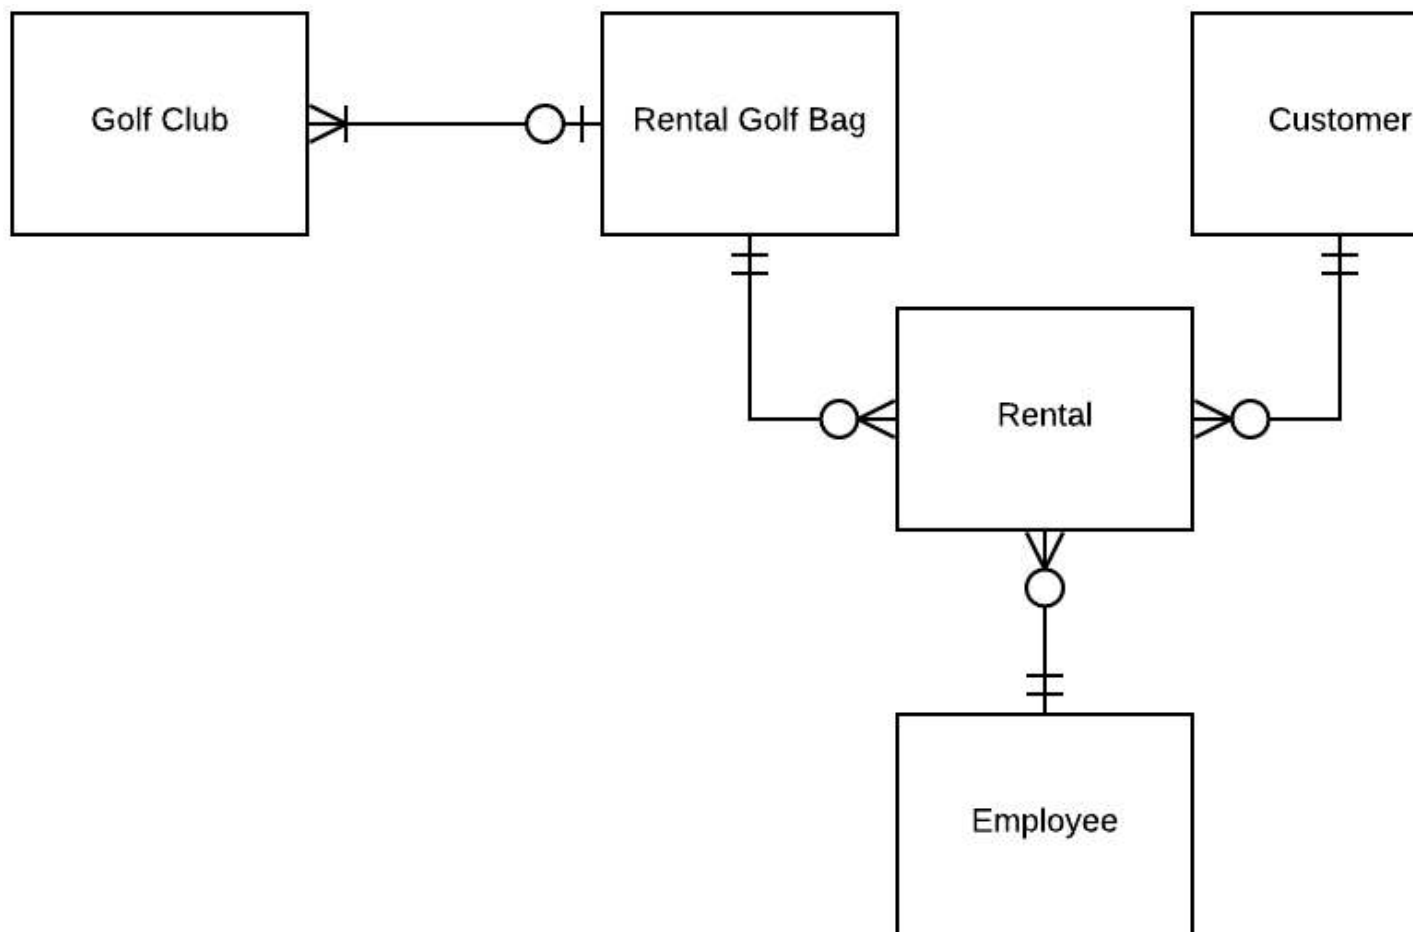 Golf Club
Rental Golf Bag
Customer
Rental
Employee